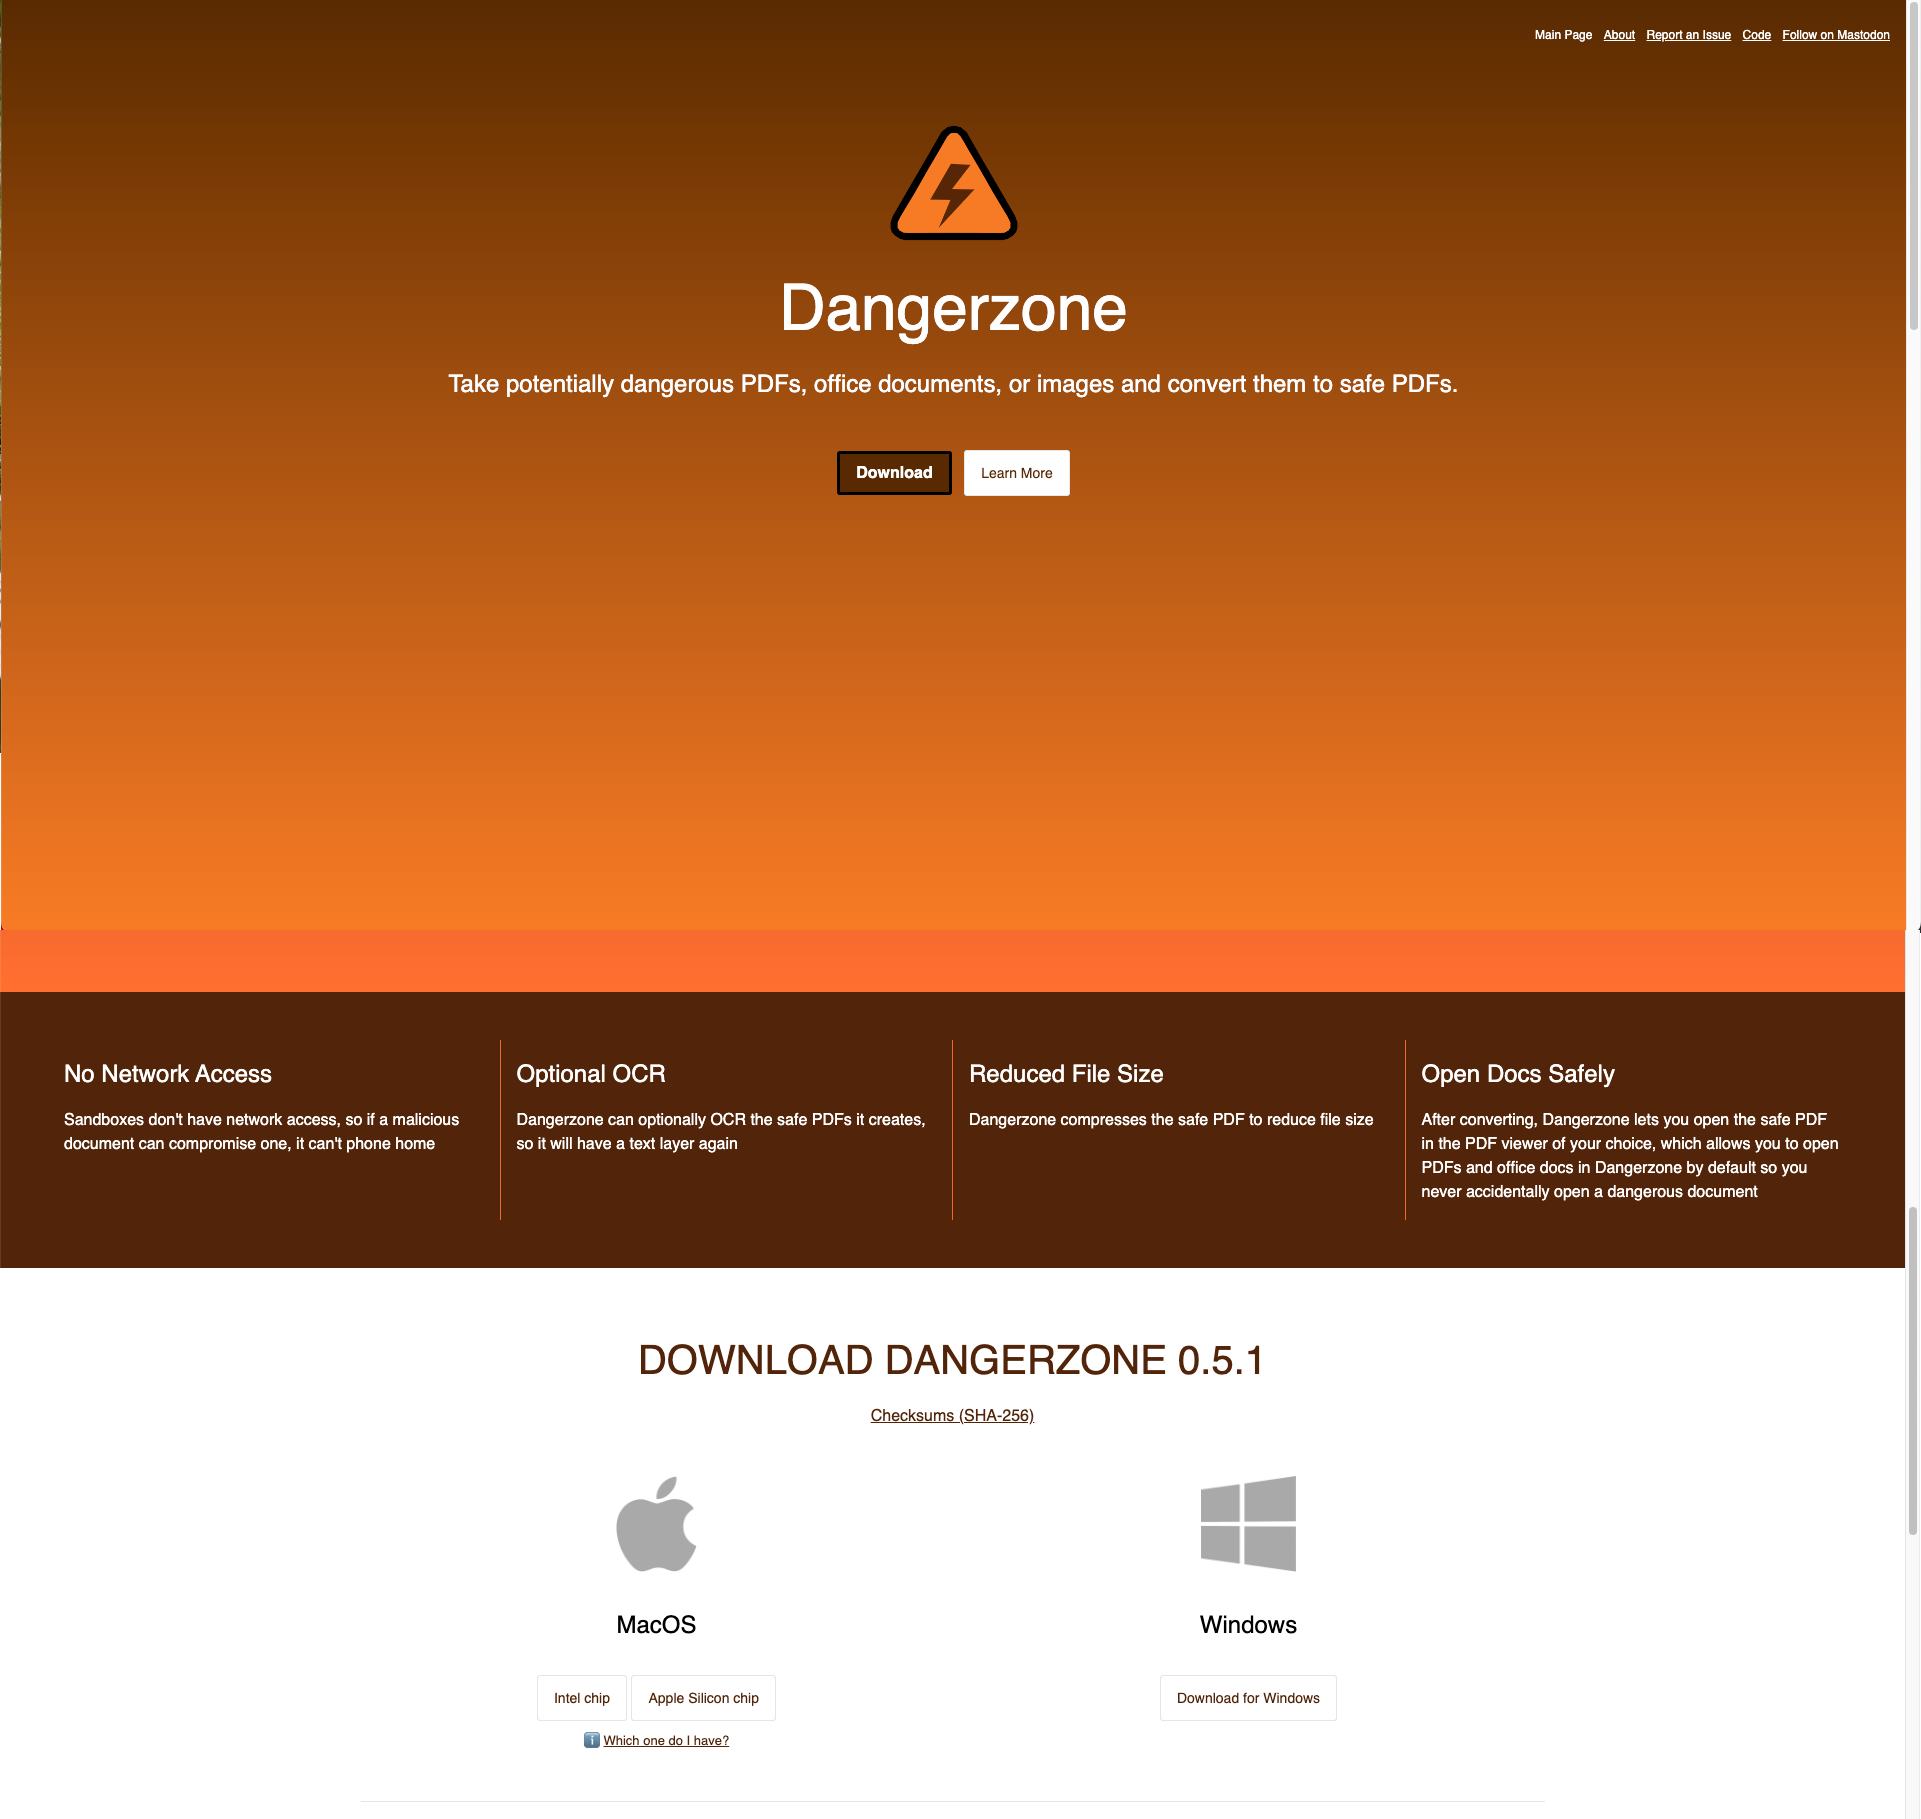 Main Page About Report an Issue Code Follow on Mastodon
Dangerzone
Take potentially dangerous PDFs, office documents, or images and convert them to safe PDFs.
Download Learn More
No Network Access
Sandboxes don't have network access, so if a malicious
document can compromise one, it can't phone home
Optional OCR
Dangerzone can optionally OCR the safe PDFs it creates,
so it will have a text layer again
Reduced File Size
Dangerzone compresses the safe PDF to reduce file size
Open Docs Safely
After converting, Dangerzone lets you open the safe PDF
in the PDF viewer of your choice, which allows you to open
PDFs and office docs in Dangerzone by default so you
never accidentally open a dangerous document
DOWNLOAD DANGERZONE 0.5.1
Checksums (SHA-256)
MacOS
Intel chip Apple Silicon chip
Which one do I have?
Windows
Download for Windows